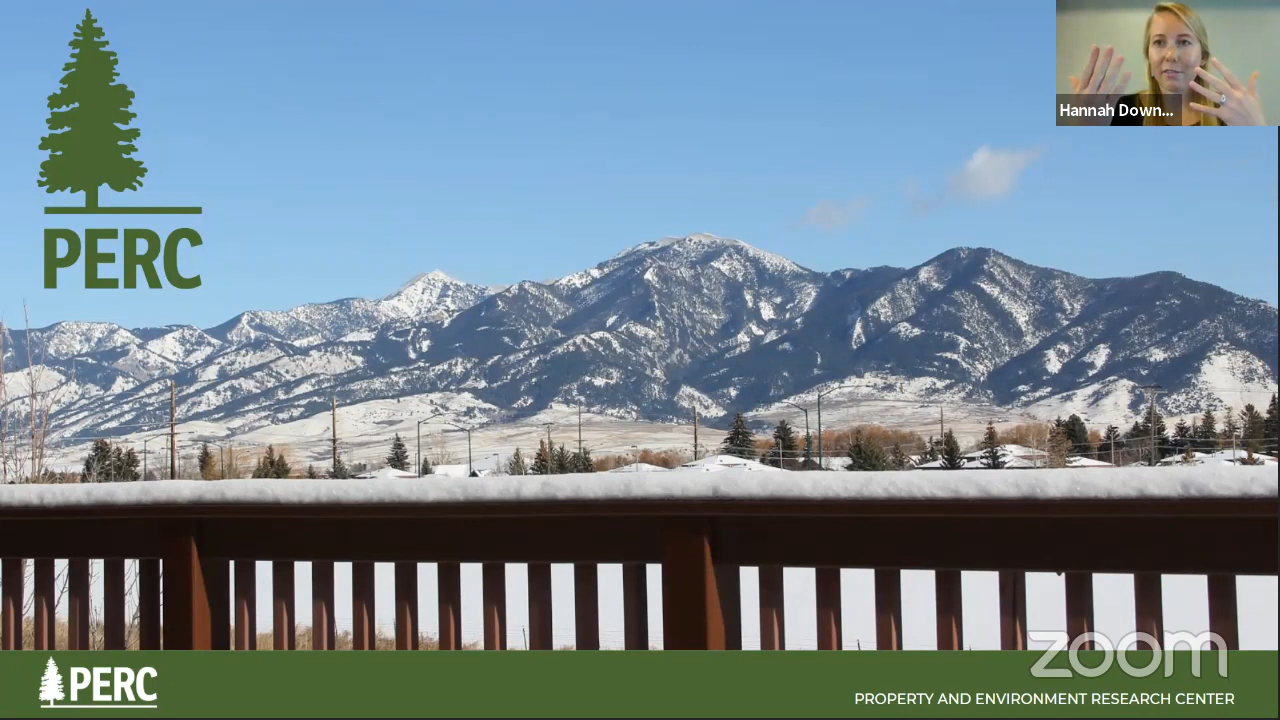 PERC
Hannah Down...
zoom
PERC
PROPERTY AND ENVIRONMENT RESEARCH CENTER